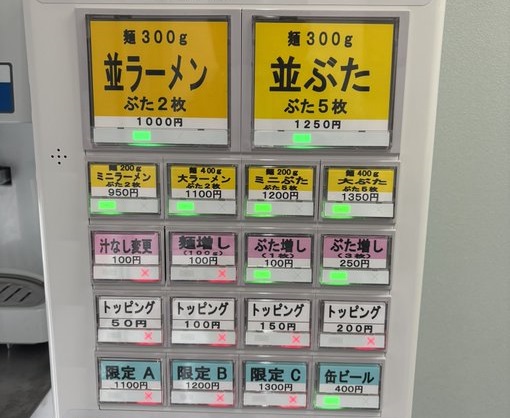 麺300g
並ラーメン
ぶた2枚
1000円
麺300g
並ぶた
ぶた5枚
1250円
麺200g
ミニラーメン
ぶた2枚
950円
麺400g
大ラーメン
ぶた2枚
1100円
麺200g
ミニぶた
ぶた5枚
1200円
麺400g
大ぶた
ぶた5枚
1350円
汁なし変更
100円
麺増し
(100g)
100円
ぶた増し
(1枚)
100円
ぶた増し
(3枚)
250円
トッピング
50円
トッピング
100円
トッピング
150円
トッピング
200円
限定A
1100円
限定B
1200円
限定C
1300円
缶ビール
400円